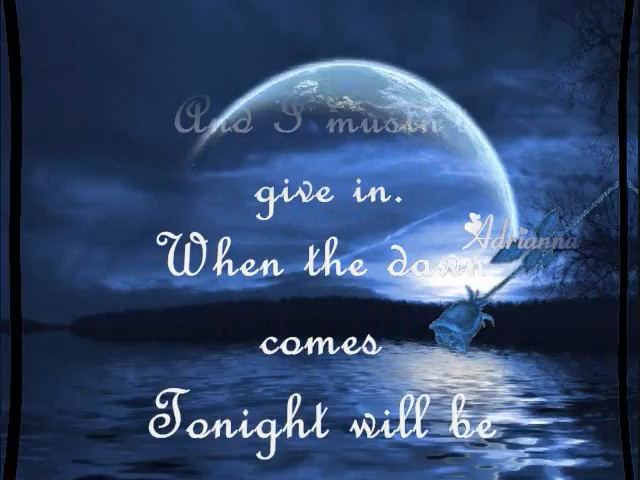 And I mustn't
give in.
When the dawn
comes
Tonight will be
Adrianna